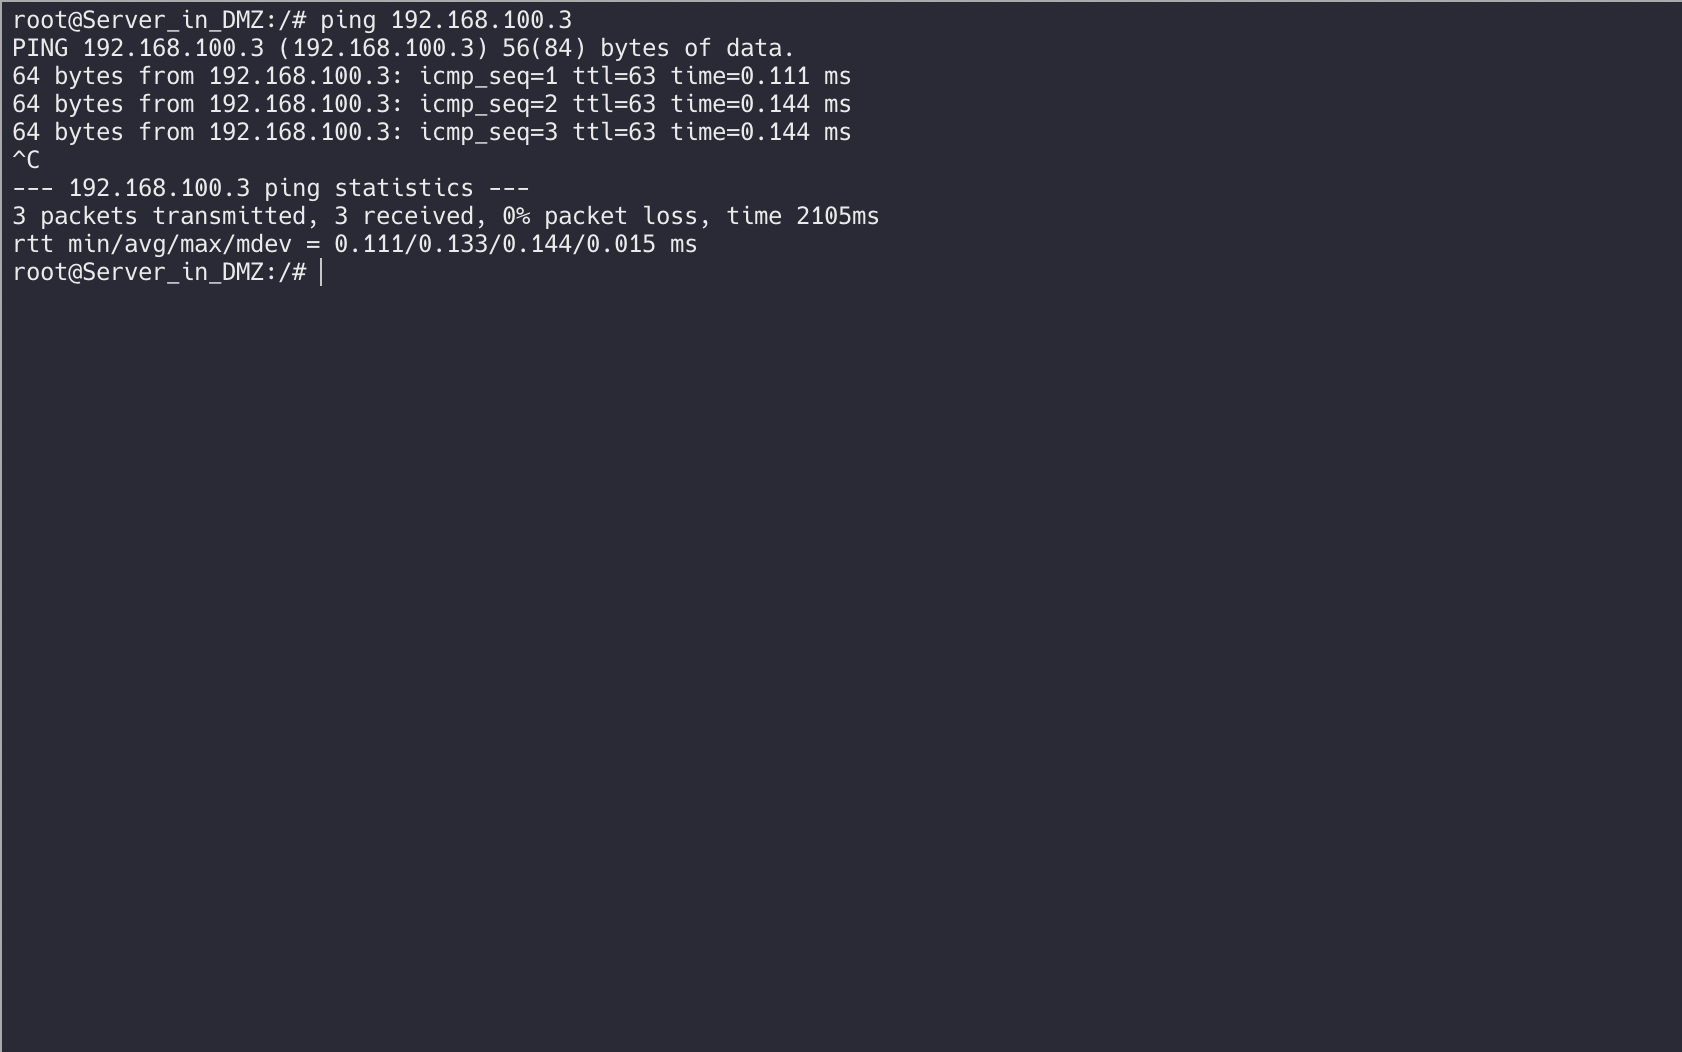 root@Server_in_DMZ:/# ping 192.168.100.3
PING 192.168.100.3 (192.168.100.3) 56(84) bytes of data.
64 bytes from 192.168.100.3: icmp_seq=1 ttl=63 time=0.111 ms
64 bytes from 192.168.100.3: icmp_seq=2 ttl=63 time=0.144 ms
64 bytes from 192.168.100.3: icmp_seq=3 ttl=63 time=0.144 ms
^C
--- 192.168.100.3 ping statistics ---
3 packets transmitted, 3 received, 0% packet loss, time 2105ms
rtt min/avg/max/mdev = 0.111/0.133/0.144/0.015 ms
root@Server_in_DMZ:/#